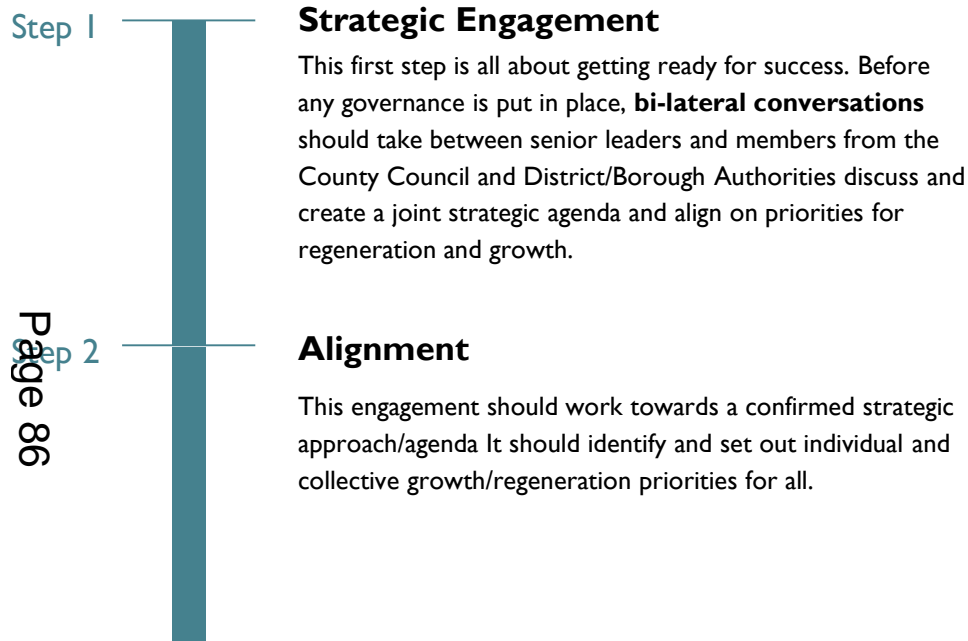 Step 1
Strategic Engagement
This first step is all about getting ready for success. Before
any governance is put in place, bi-lateral conversations
should take between senior leaders and members from the
County Council and District/Borough Authorities discuss and
create a joint strategic agenda and align on priorities for
regeneration and growth.
Step 2
Alignment
This engagement should work towards a confirmed strategic
approach/agenda It should identify and set out individual and
collective growth/regeneration priorities for all.
Page 86